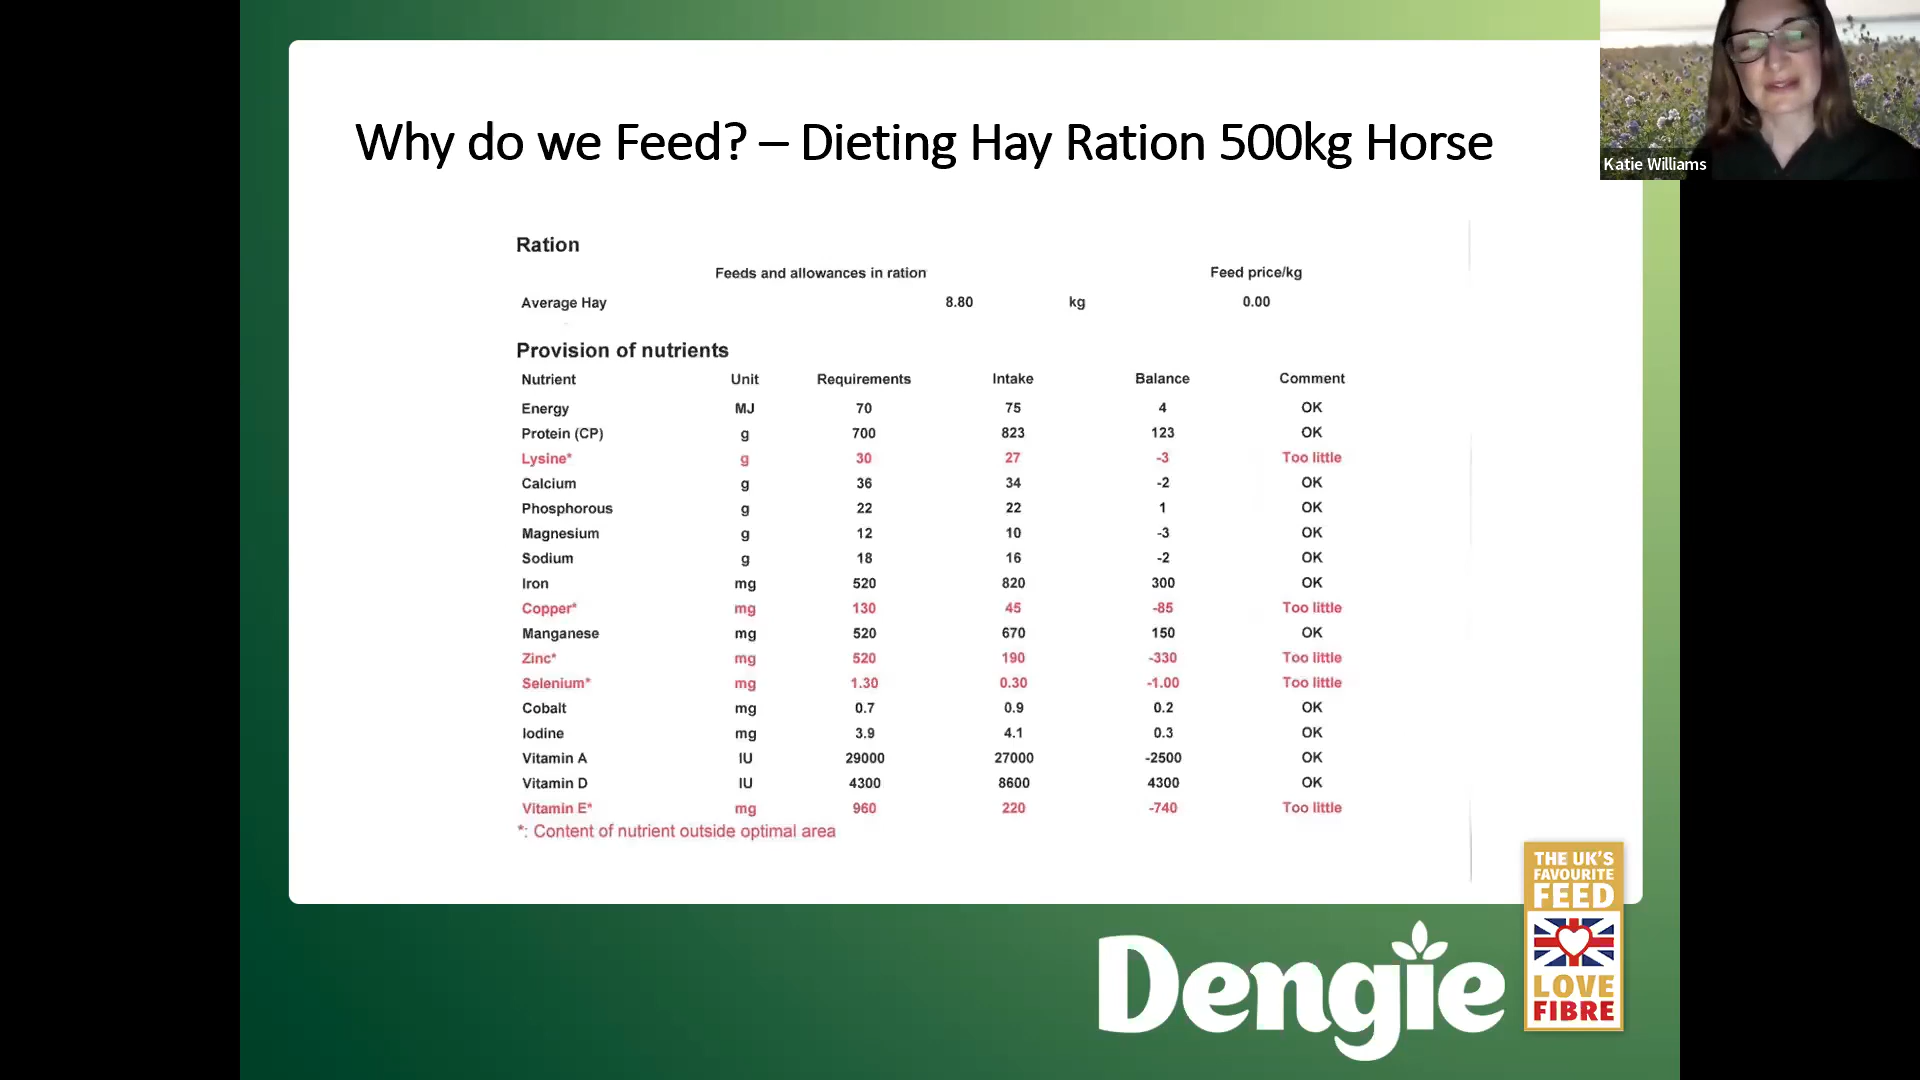 Why do we Feed? – Dieting Hay Ration 500kg Horse
Katie Williams
Ration
Feeds and allowances in ration Feed price/kg
Average Hay 8.80 kg 0.00
Provision of nutrients
Nutrient Unit Requirements Intake Balance Comment
Energy MJ 70 75 4 OK
Protein (CP) g 700 823 123 OK
Lysine* g 30 27 -3 Too little
Calcium g 36 34 -2 OK
Phosphorous g 22 22 1 OK
Magnesium g 12 10 -3 OK
Sodium g 18 16 -2 OK
Iron mg 520 820 300 OK
Copper* mg 130 45 -85 Too little
Manganese mg 520 670 150 OK
Zinc* mg 520 190 -330 Too little
Selenium* mg 1.30 0.30 -1.00 Too little
Cobalt mg 0.7 0.9 0.2 OK
Iodine mg 3.9 4.1 0.3 OK
Vitamin A IU 29000 27000 -2500 OK
Vitamin D IU 4300 8600 4300 OK
Vitamin E* mg 960 220 -740 Too little
*: Content of nutrient outside optimal area
THE UK'S
FAVOURITE
FEED
LOVE
FIBRE
Dengie